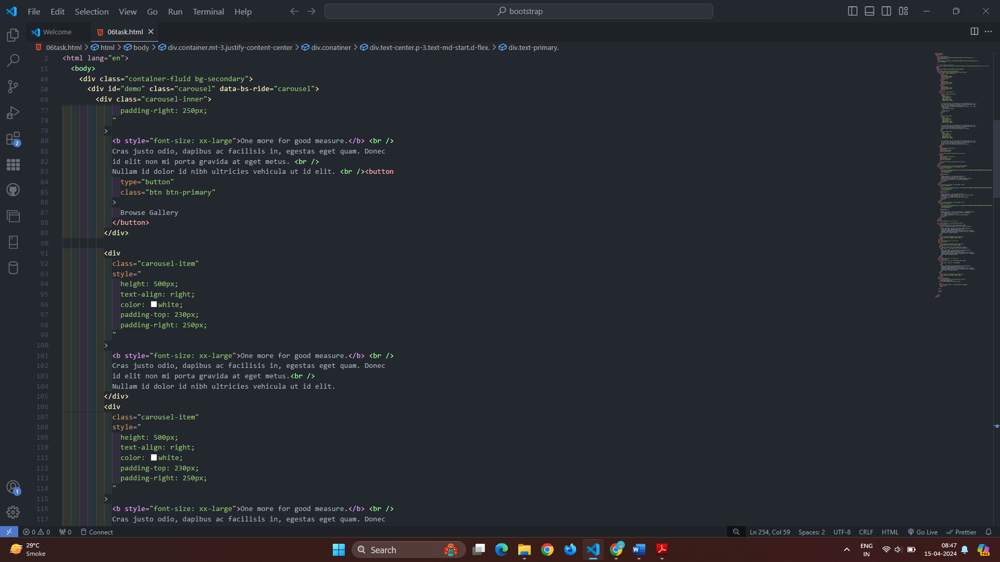 File Edit Selection View Go Run Terminal Help
bootstrap
Welcome
06task.html
06task.html > html > body > div.container.mt-3.justify-content-center > div.conatiner > div.text-center.p-3.text-md-start.d-flex. > div.text-primary.
2 <html lang="en">
15 <body>
49 <div class="container-fluid bg-secondary">
50 <div id="demo" class="carousel" data-bs-ride="carousel">
69 <div class="carousel-inner">
77 padding-right: 250px;
78 "
79 >
80 <b style="font-size: xx-large">One more for good measure.</b> <br />
81 Cras justo odio, dapibus ac facilisis in, egestas eget quam. Donec
82 id elit non mi porta gravida at eget metus. <br />
83 Nullam id dolor id nibh ultricies vehicula ut id elit. <br /><button
84 type="button"
85 class="btn btn-primary"
86 >
87 Browse Gallery
88 </button>
89 </div>
90
91 <div
92 class="carousel-item"
93 style="
94 height: 500px;
95 text-align: right;
96 color: white;
97 padding-top: 230px;
98 padding-right: 250px;
99 "
100 >
101 <b style="font-size: xx-large">One more for good measure.</b> <br />
102 Cras justo odio, dapibus ac facilisis in, egestas eget quam. Donec
103 id elit non mi porta gravida at eget metus.<br />
104 Nullam id dolor id nibh ultricies vehicula ut id elit.
105 </div>
106 <div
107 class="carousel-item"
108 style="
109 height: 500px;
110 text-align: right;
111 color: white;
112 padding-top: 230px;
113 padding-right: 250px;
114 "
115 >
116 <b style="font-size: xx-large">One more for good measure.</b> <br />
117 Cras justo odio, dapibus ac facilisis in, egestas eget quam. Donec
2
1
0 0 0 Connect
Ln 254, Col 59 Spaces: 2 UTF-8 CRLF HTML Go Live Prettier
29°C
Smoke
Search
3
PRE
ENG
IN
08:47
15-04-2024